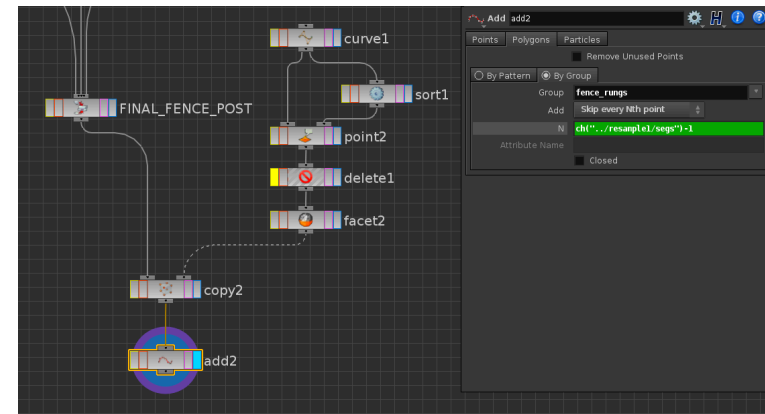 curve1
sort1
FINAL_FENCE_POST
point2
delete1
facet2
copy2
add2
Add add2
Points Polygons Particles
Remove Unused Points
By Pattern By Group
Group fence_rungs
Add Skip every Nth point
N ch("../resample1/segs")-1
Attribute Name
Closed